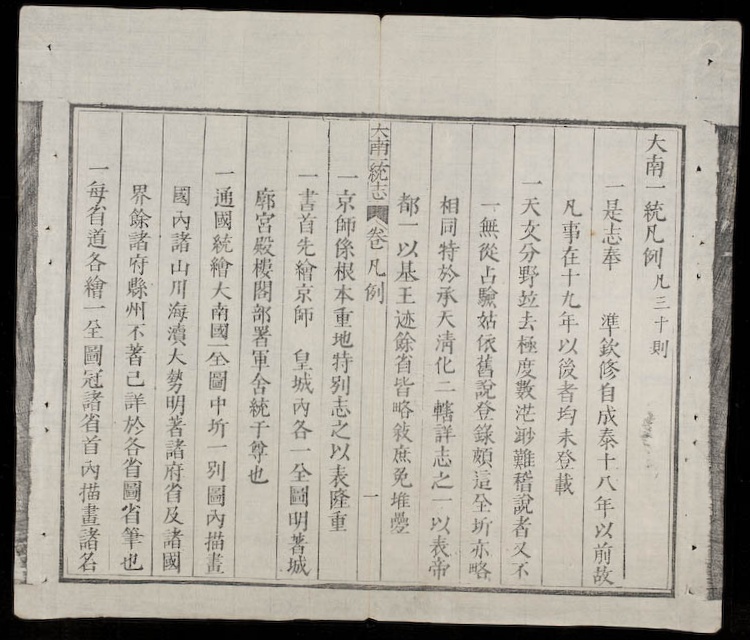 大南一統凡例凡三十則
一是志奉　準欽修自成泰十八年以前故
凡事在十九年以後者均未登載
一天文分野並去極度數茫渺難稽說者又不
一無從占驗姑依舊說登錄頗這全圻亦略
相同特於承天清化二轄詳志之一以表帝
都一以基王迹餘省皆略敘庶免堆疊
大南一統志 卷 凡例 一
一京師係根本重地特別志之以表隆重
一書首先繪京師　皇城內各一全圖明著城
廓宮殿樓閣部署軍舍統于尊也
一通國統繪大南國一全圖中圻一別圖內描畫
國內諸山川海瀆大勢明著諸府省及諸國
界餘諸府縣州不著已詳於各省圖省筆也
一每省道各繪一全圖冠諸省首內描畫諸名